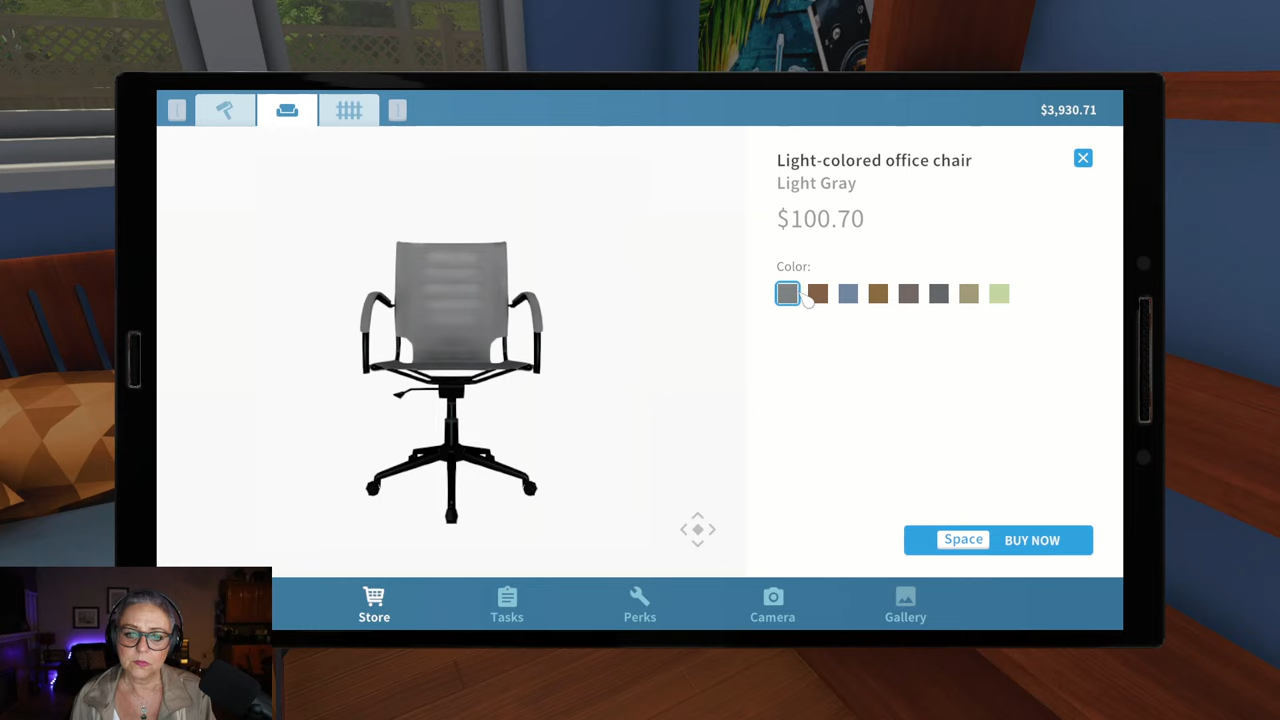 $3,930.71
Light-colored office chair
Light Gray
$100.70
Color:
Space BUY NOW
Store Tasks Perks Camera Gallery